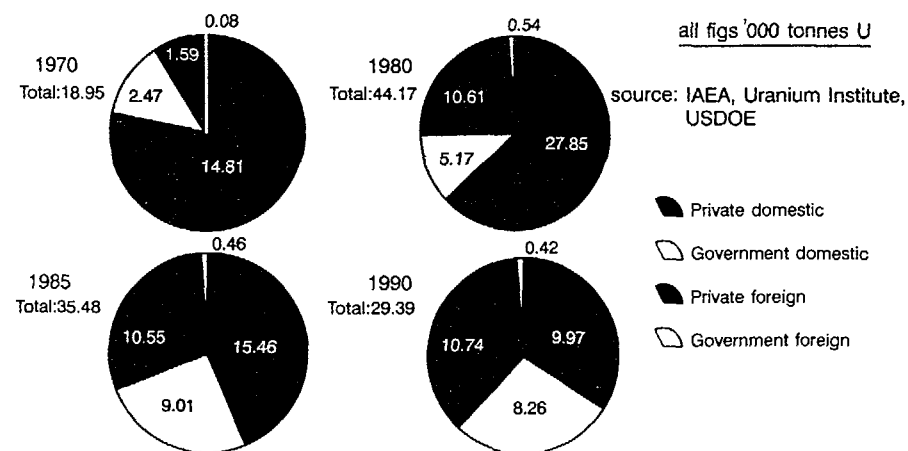 all figs '000 tonnes U
source: IAEA, Uranium Institute,
USDOE
1970
Total:18.95
0.08
1.59
2.47
14.81
1980
Total:44.17
0.54
10.61
5.17
27.85
1985
Total:35.48
0.46
10.55
15.46
9.01
1990
Total:29.39
0.42
10.74
9.97
8.26
Private domestic
Government domestic
Private foreign
Government foreign